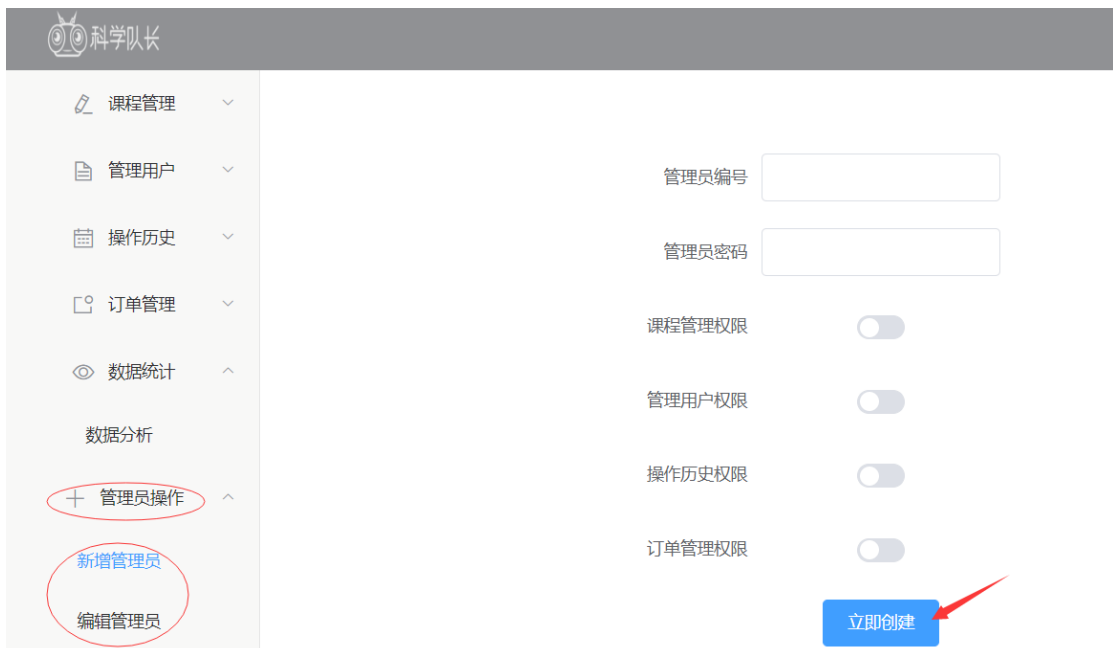 科学队长
课程管理
管理用户
操作历史
订单管理
数据统计
数据分析
管理员操作
新增管理员
编辑管理员
管理员编号
管理员密码
课程管理权限
管理用户权限
操作历史权限
订单管理权限
立即创建